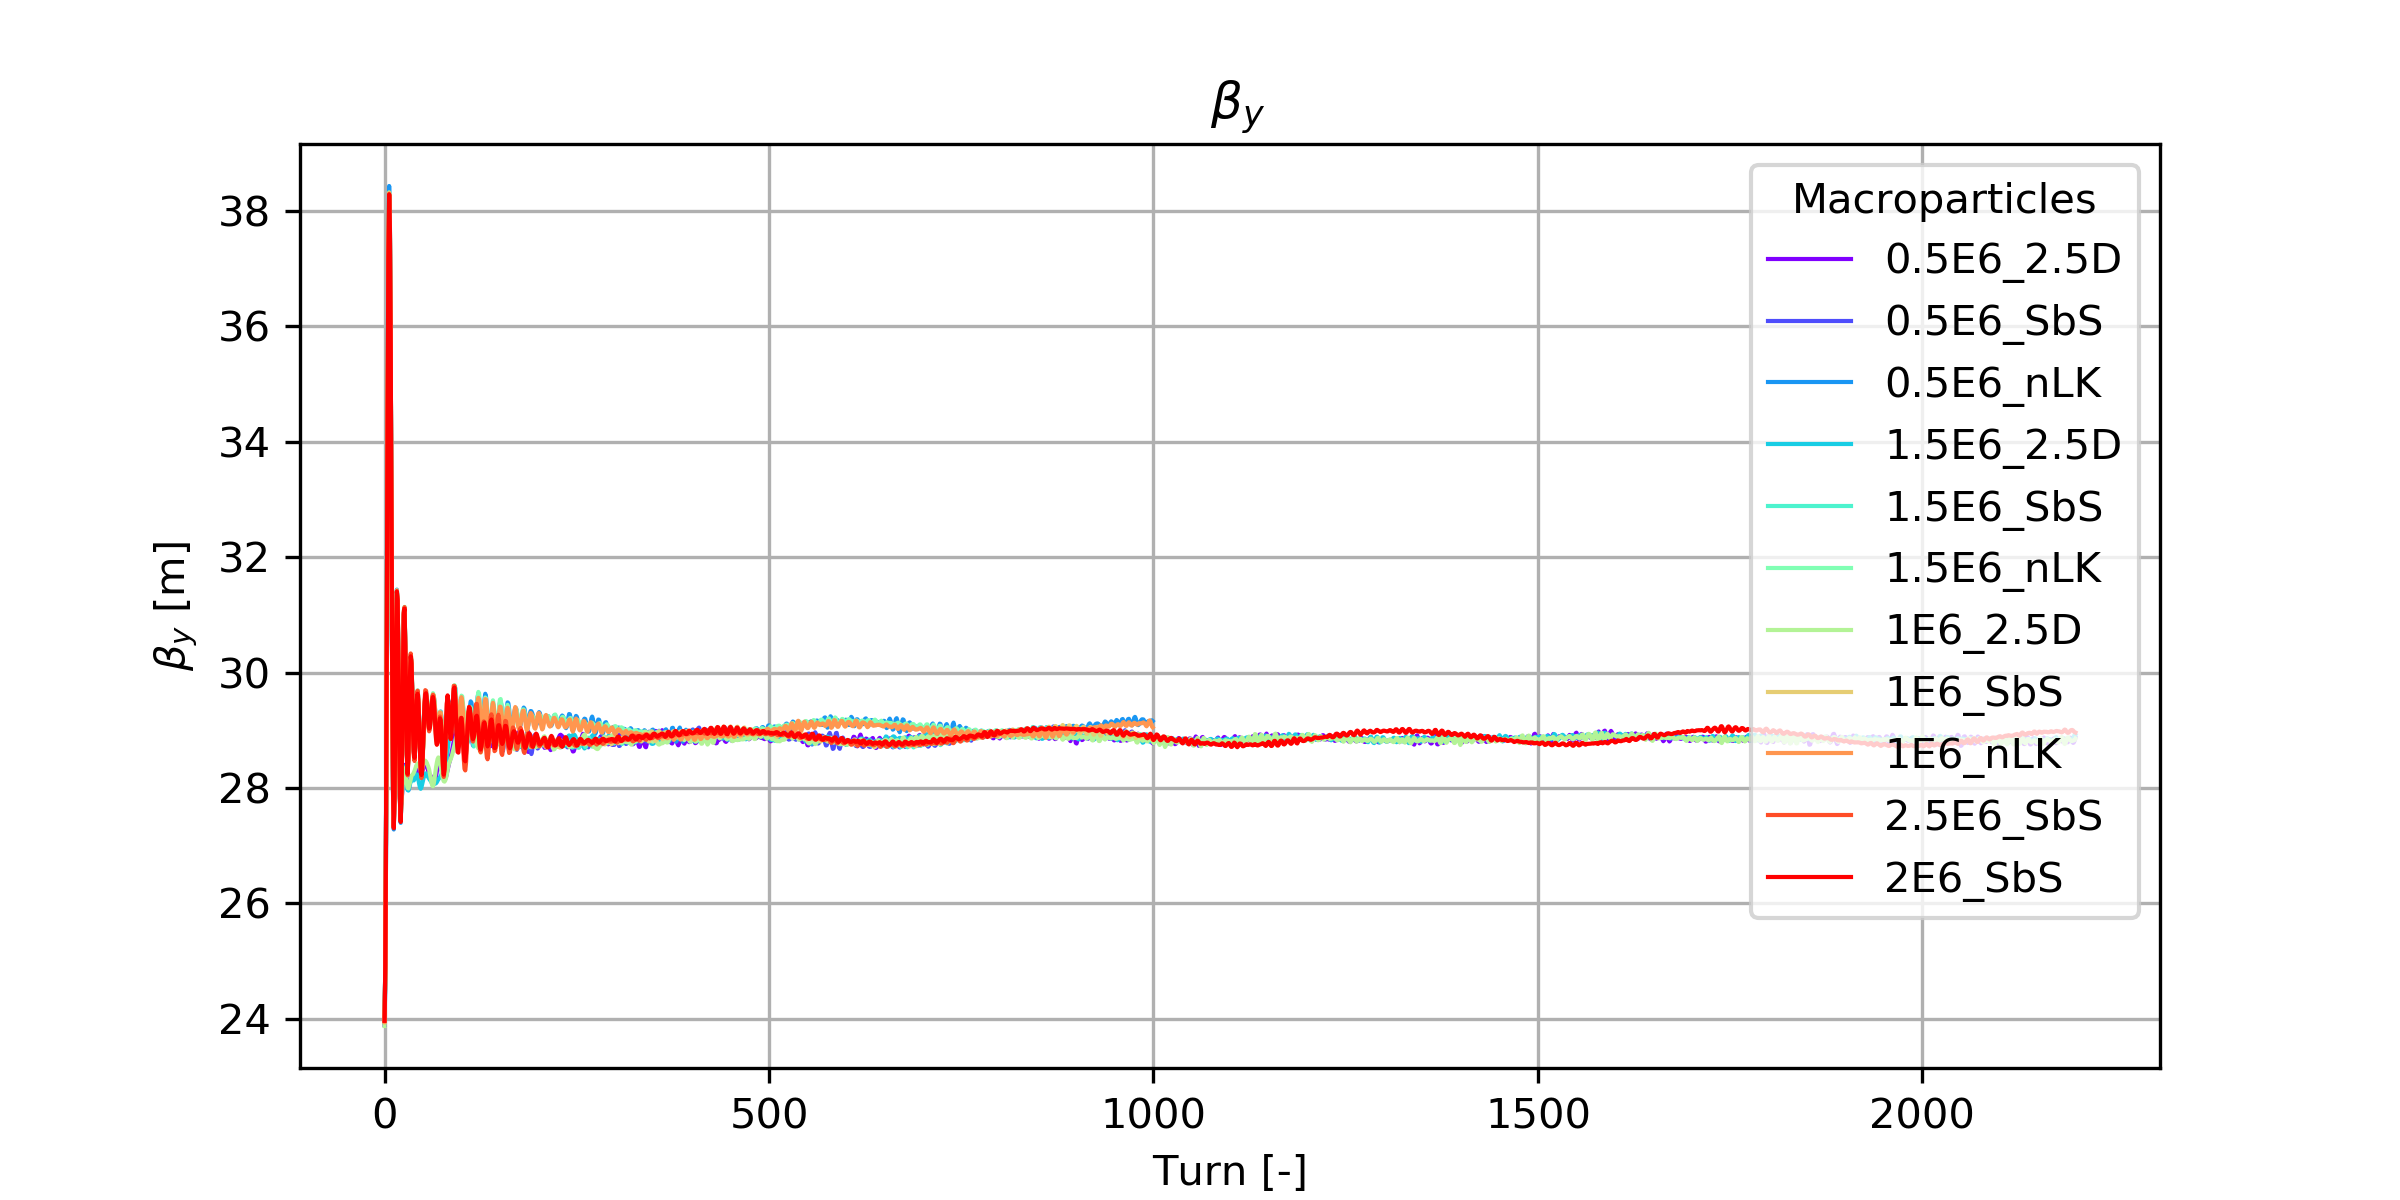 βy
38
36
34
32
30
28
26
24
βy [m]
0 500 1000 1500 2000
Turn [-]
Macroparticles
0.5E6_2.5D
0.5E6_SbS
0.5E6_nLK
1.5E6_2.5D
1.5E6_SbS
1.5E6_nLK
1E6_2.5D
1E6_SbS
1E6_nLK
2.5E6_SbS
2E6_SbS